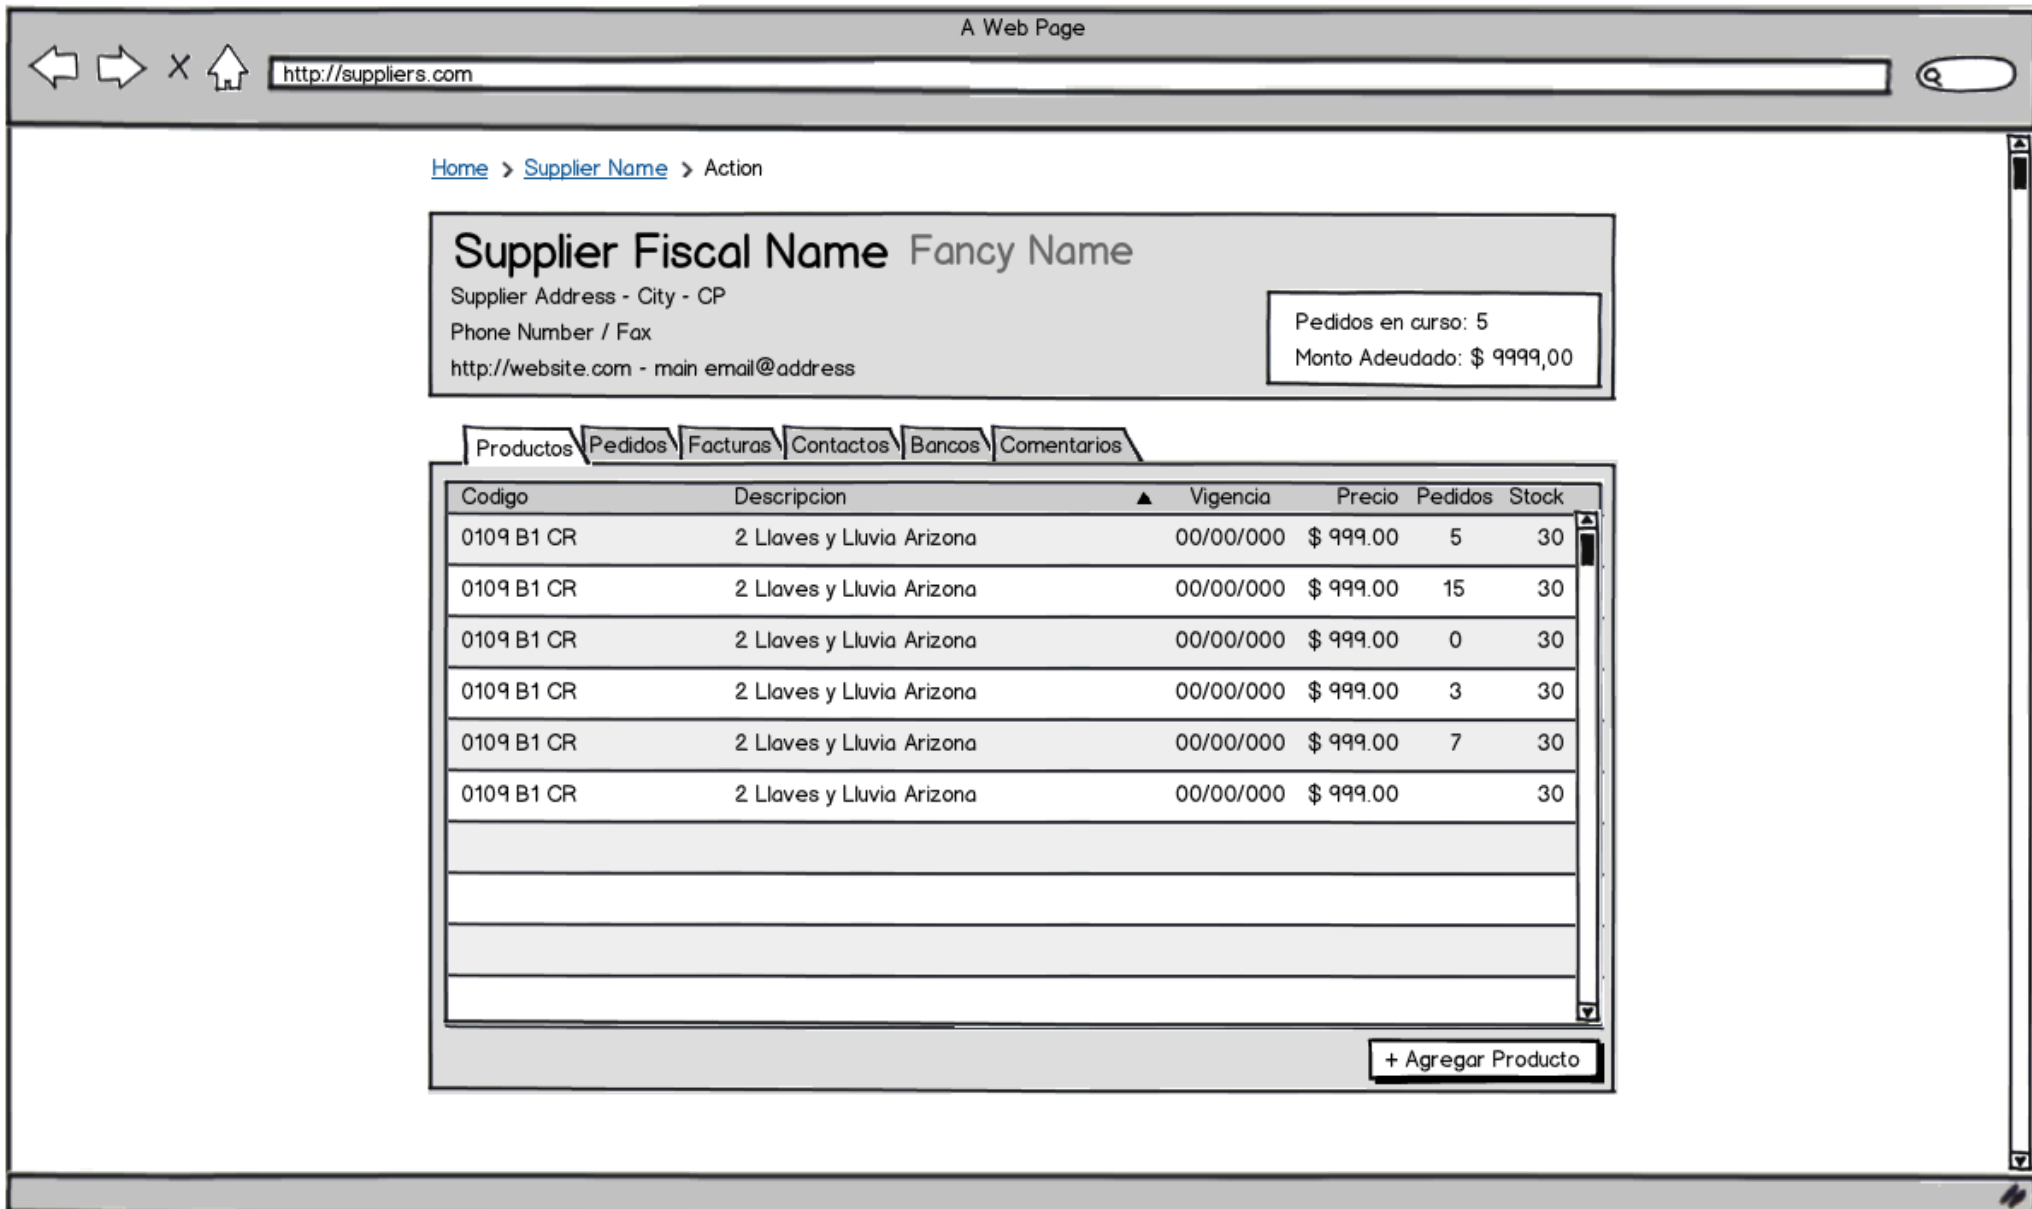 A Web Page
http://suppliers.com
Home > Supplier Name > Action
Supplier Fiscal Name Fancy Name
Supplier Address - City - CP
Phone Number / Fax
http://website.com - main email@address
Pedidos en curso: 5
Monto Adeudado: $ 9999,00
Productos Pedidos Facturas Contactos Bancos Comentarios
Codigo Descripcion ▲ Vigencia Precio Pedidos Stock
0109 B1 CR 2 Llaves y Lluvia Arizona 00/00/000 $ 999.00 5 30
0109 B1 CR 2 Llaves y Lluvia Arizona 00/00/000 $ 999.00 15 30
0109 B1 CR 2 Llaves y Lluvia Arizona 00/00/000 $ 999.00 0 30
0109 B1 CR 2 Llaves y Lluvia Arizona 00/00/000 $ 999.00 3 30
0109 B1 CR 2 Llaves y Lluvia Arizona 00/00/000 $ 999.00 7 30
0109 B1 CR 2 Llaves y Lluvia Arizona 00/00/000 $ 999.00 30
+ Agregar Producto